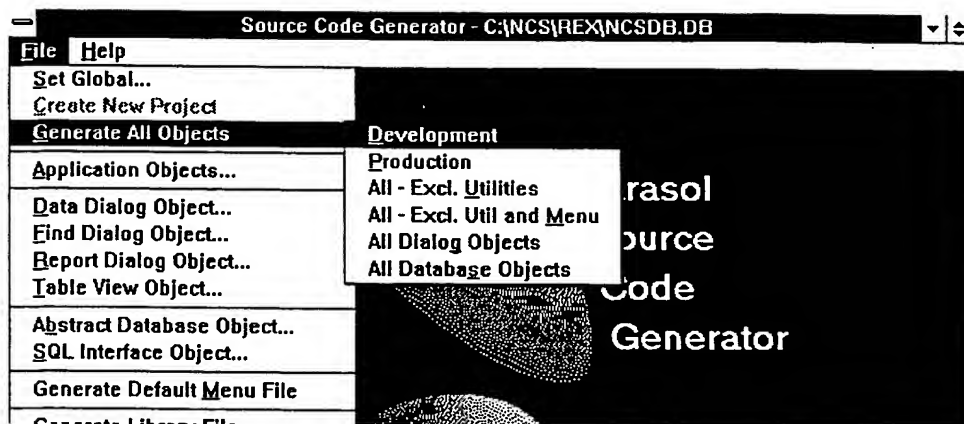 Source Code Generator - C:\NCS\REX\NCSDB.DB
File Help
Set Global...
Create New Project
Generate All Objects
Development
Production
Application Objects...
All - Excl. Utilities
All - Excl. Util and Menu
All Dialog Objects
All Database Objects
Data Dialog Object...
Find Dialog Object...
Report Dialog Object...
Table View Object...
Abstract Database Object...
SQL Interface Object...
Generate Default Menu File
Generate Library File
rasol
ource
Code
Generator